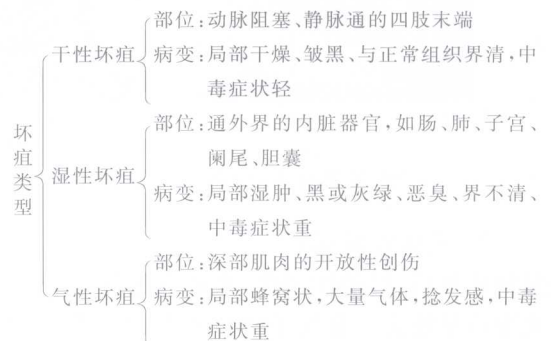 部位:动脉阻塞、静脉通的四肢末端
干性坏疽
病变:局部干燥、皱黑、与正常组织界清,中
毒症状轻
坏疽类型
部位:通外界的内脏器官,如肠、肺、子宫、
阑尾、胆囊
湿性坏疽
病变:局部湿肿、黑或灰绿、恶臭、界不清、
中毒症状重
部位:深部肌肉的开放性创伤
气性坏疽
病变:局部蜂窝状,大量气体,捻发感,中毒
症状重